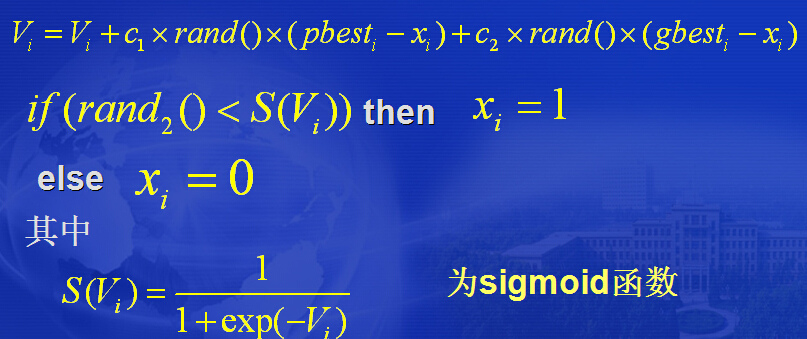 V_i = V_i + c_1 × rand() × (pbest_i − x_i) + c_2 × rand() × (gbest_i − x_i)
if (rand_2() < S(V_i)) then x_i = 1
else x_i = 0
其中
S(V_i) = 1 / (1 + exp(−V_i)) 为sigmoid函数